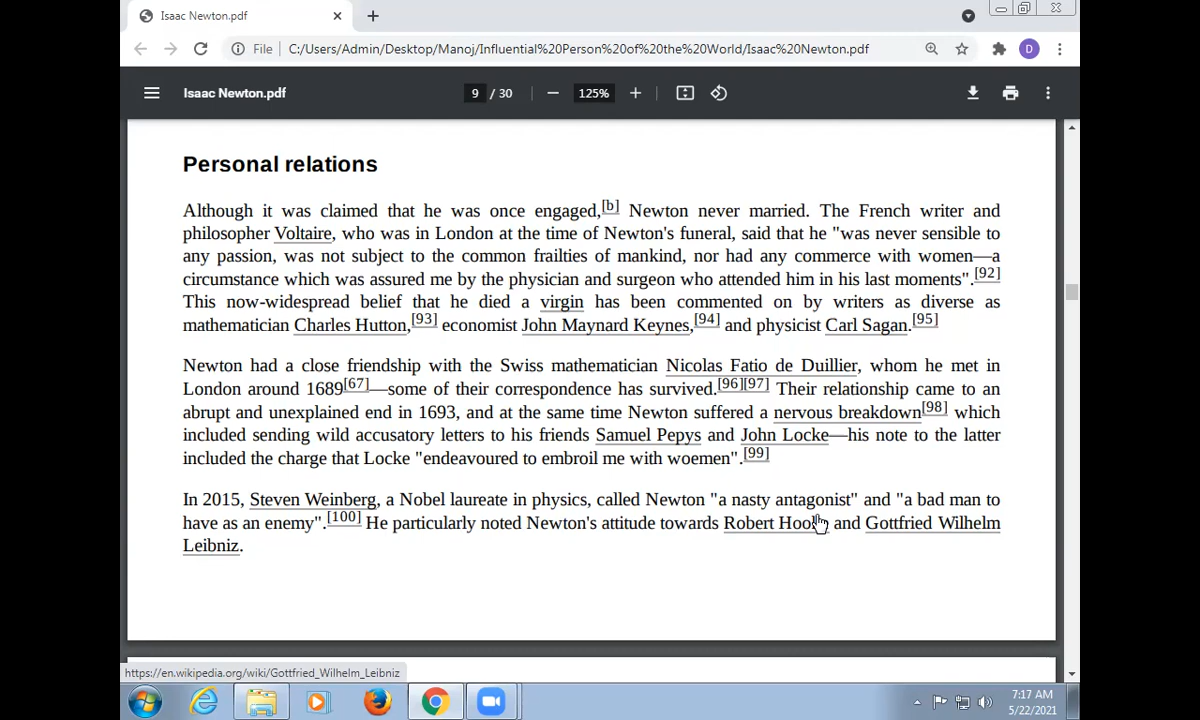 Isaac Newton.pdf
File C:/Users/Admin/Desktop/Manoj/Influential%20Person%20of%20the%20World/Isaac%20Newton.pdf
D
Isaac Newton.pdf
9 / 30
125%
Personal relations
Although it was claimed that he was once engaged,[b] Newton never married. The French writer and
philosopher Voltaire, who was in London at the time of Newton's funeral, said that he "was never sensible to
any passion, was not subject to the common frailties of mankind, nor had any commerce with women—a
circumstance which was assured me by the physician and surgeon who attended him in his last moments".[92]
This now-widespread belief that he died a virgin has been commented on by writers as diverse as
mathematician Charles Hutton,[93] economist John Maynard Keynes,[94] and physicist Carl Sagan.[95]
Newton had a close friendship with the Swiss mathematician Nicolas Fatio de Duillier, whom he met in
London around 1689[67]—some of their correspondence has survived.[96][97] Their relationship came to an
abrupt and unexplained end in 1693, and at the same time Newton suffered a nervous breakdown[98] which
included sending wild accusatory letters to his friends Samuel Pepys and John Locke—his note to the latter
included the charge that Locke "endeavoured to embroil me with woemen".[99]
In 2015, Steven Weinberg, a Nobel laureate in physics, called Newton "a nasty antagonist" and "a bad man to
have as an enemy".[100] He particularly noted Newton's attitude towards Robert Hooke and Gottfried Wilhelm
Leibniz.
https://en.wikipedia.org/wiki/Gottfried_Wilhelm_Leibniz
7:17 AM
5/22/2021